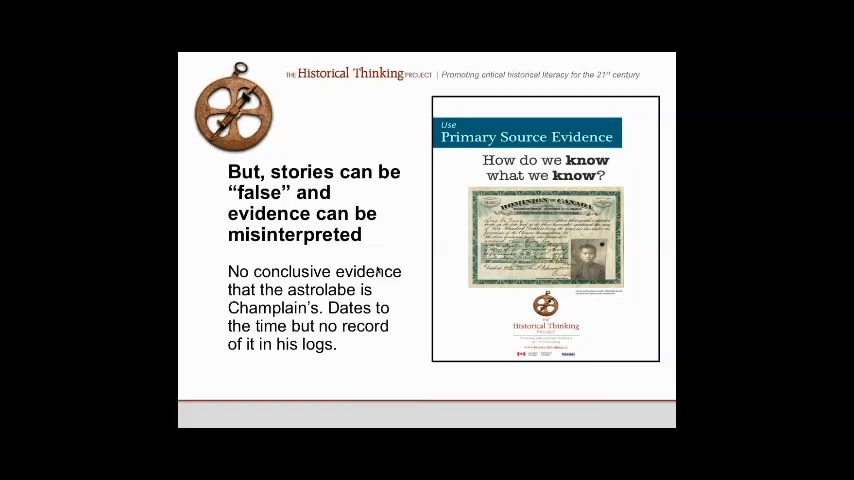 THE Historical Thinking PROJECT | Promoting critical historical literacy for the 21st century
But, stories can be
“false” and
evidence can be
misinterpreted
No conclusive evidence
that the astrolabe is
Champlain’s. Dates to
the time but no record
of it in his logs.
Use
Primary Source Evidence
How do we know
what we know?
DOMINION OF CANADA
THE
Historical Thinking
PROJECT